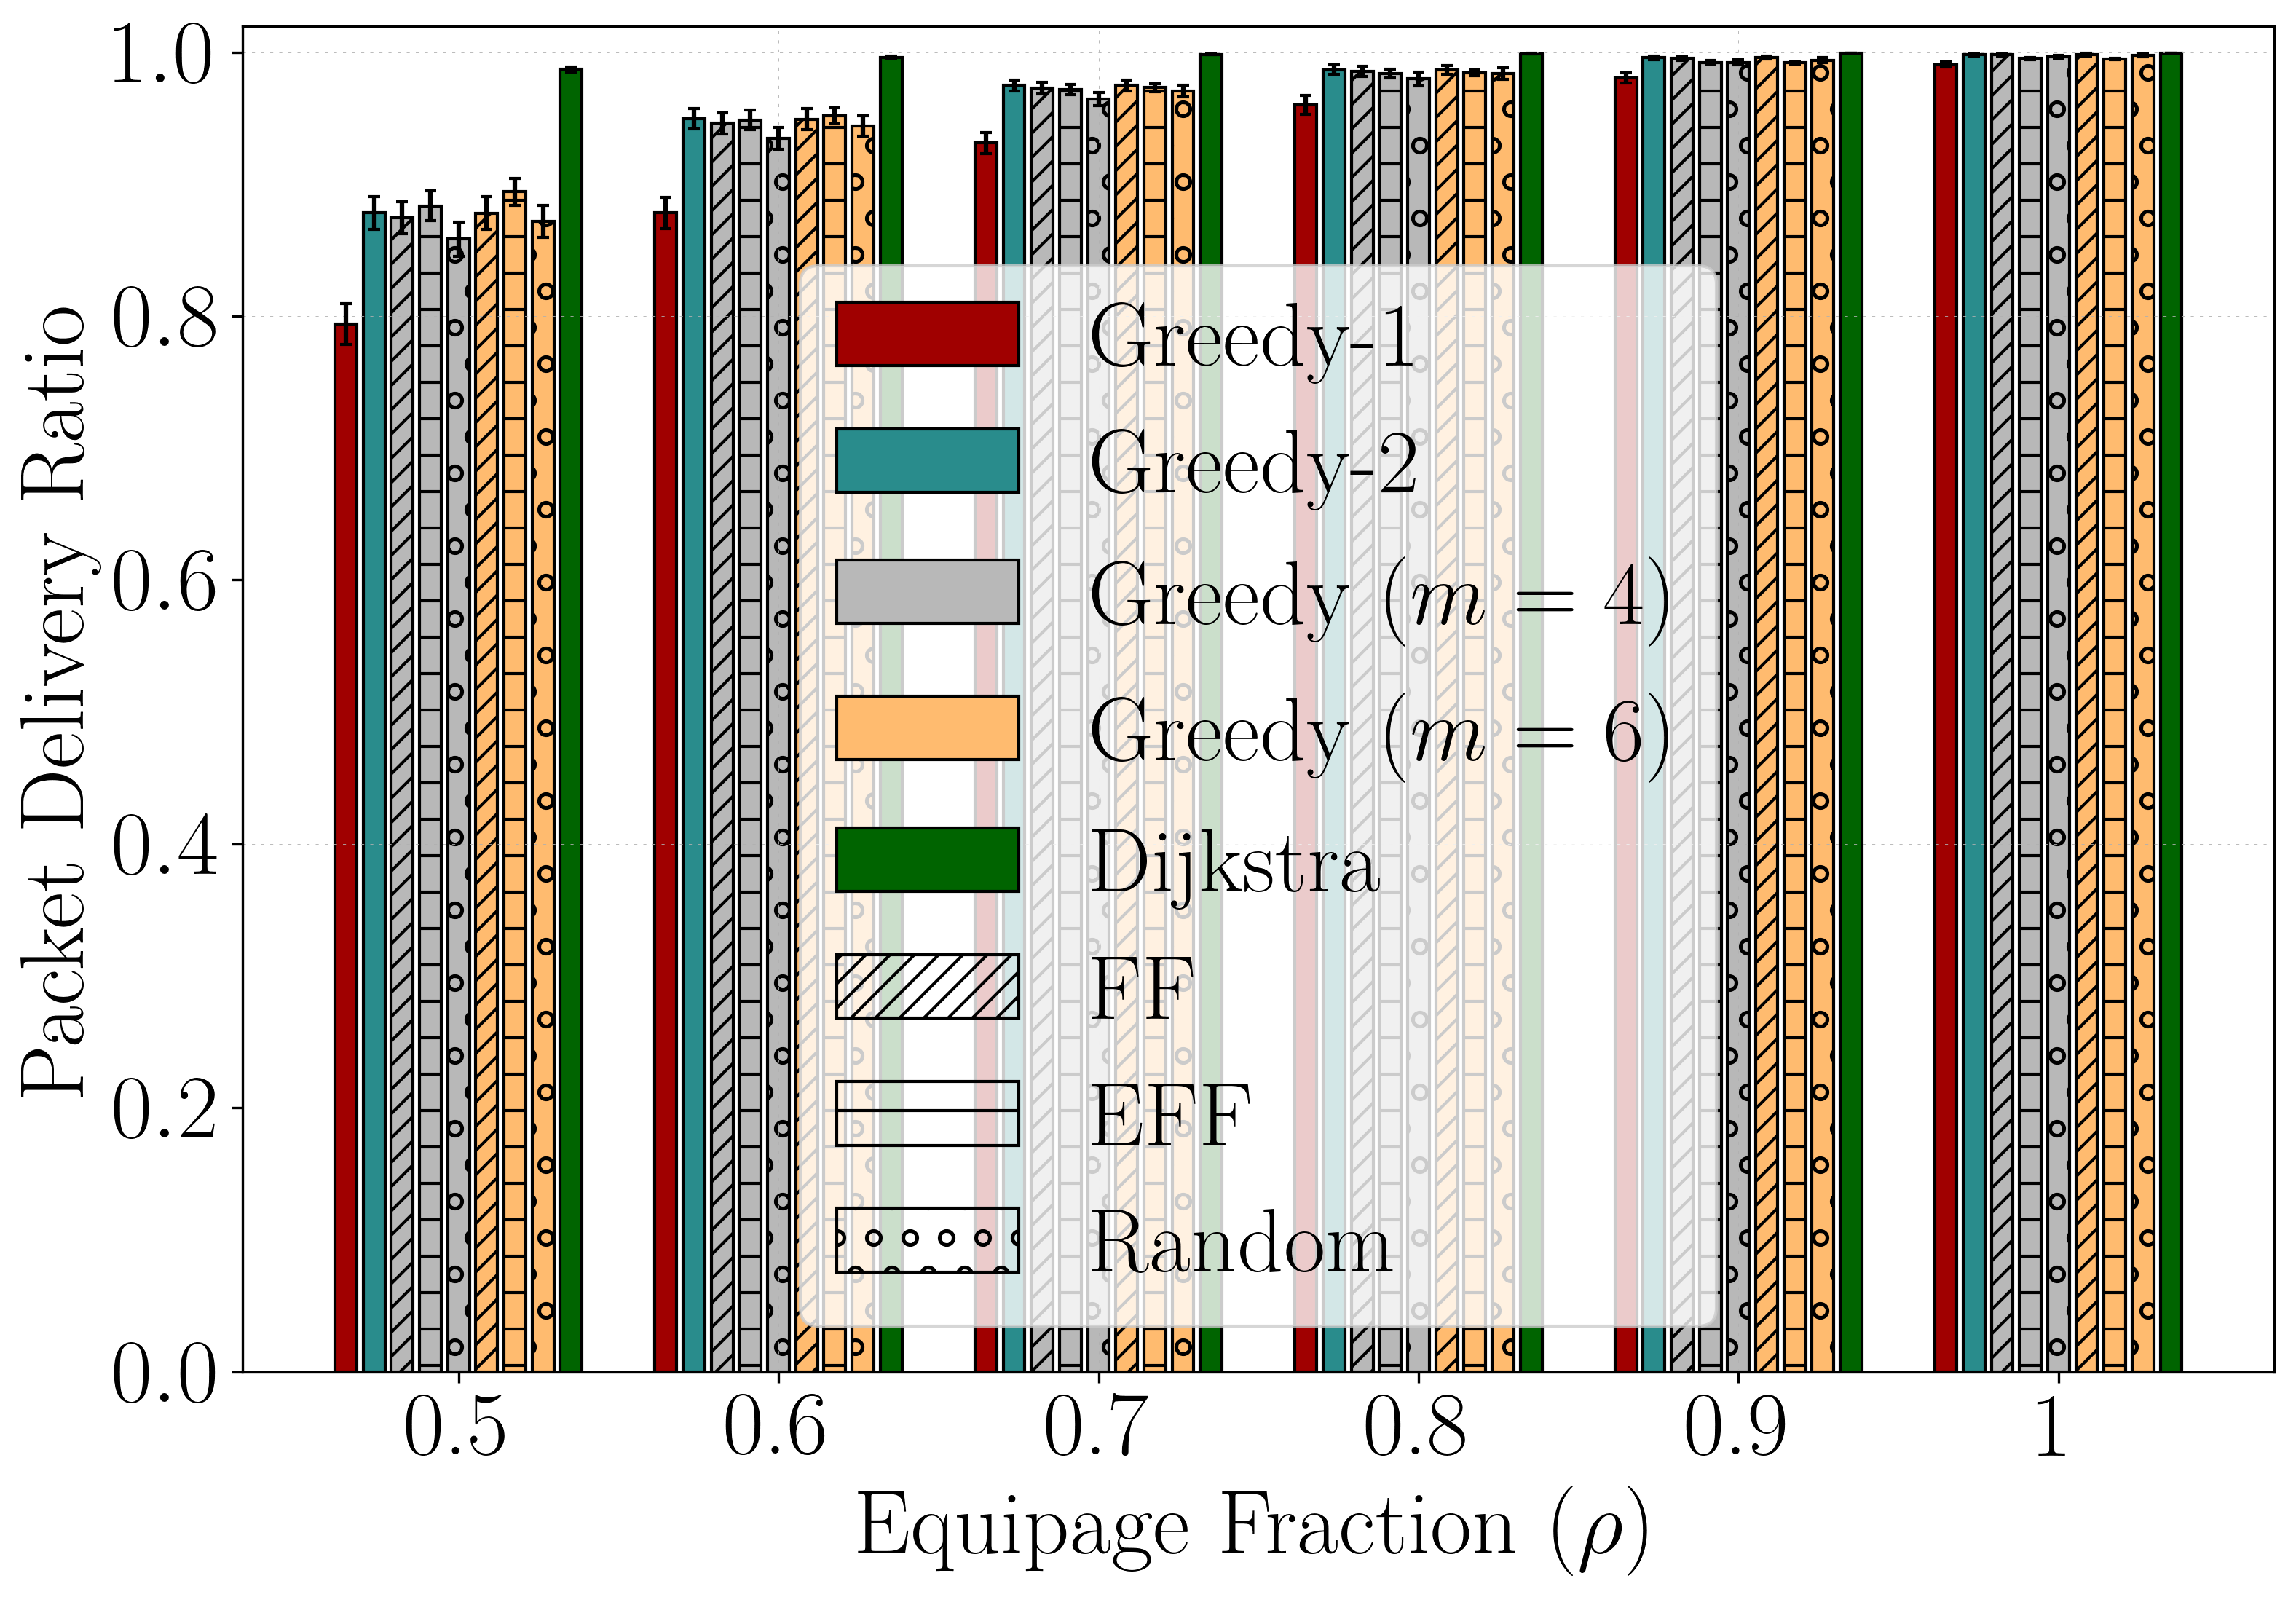 Packet Delivery Ratio
1.0
0.8
0.6
0.4
0.2
0.0
Greedy-1
Greedy-2
Greedy (m = 4)
Greedy (m = 6)
Dijkstra
FF
EFF
Random
0.5 0.6 0.7 0.8 0.9 1
Equipage Fraction (ρ)